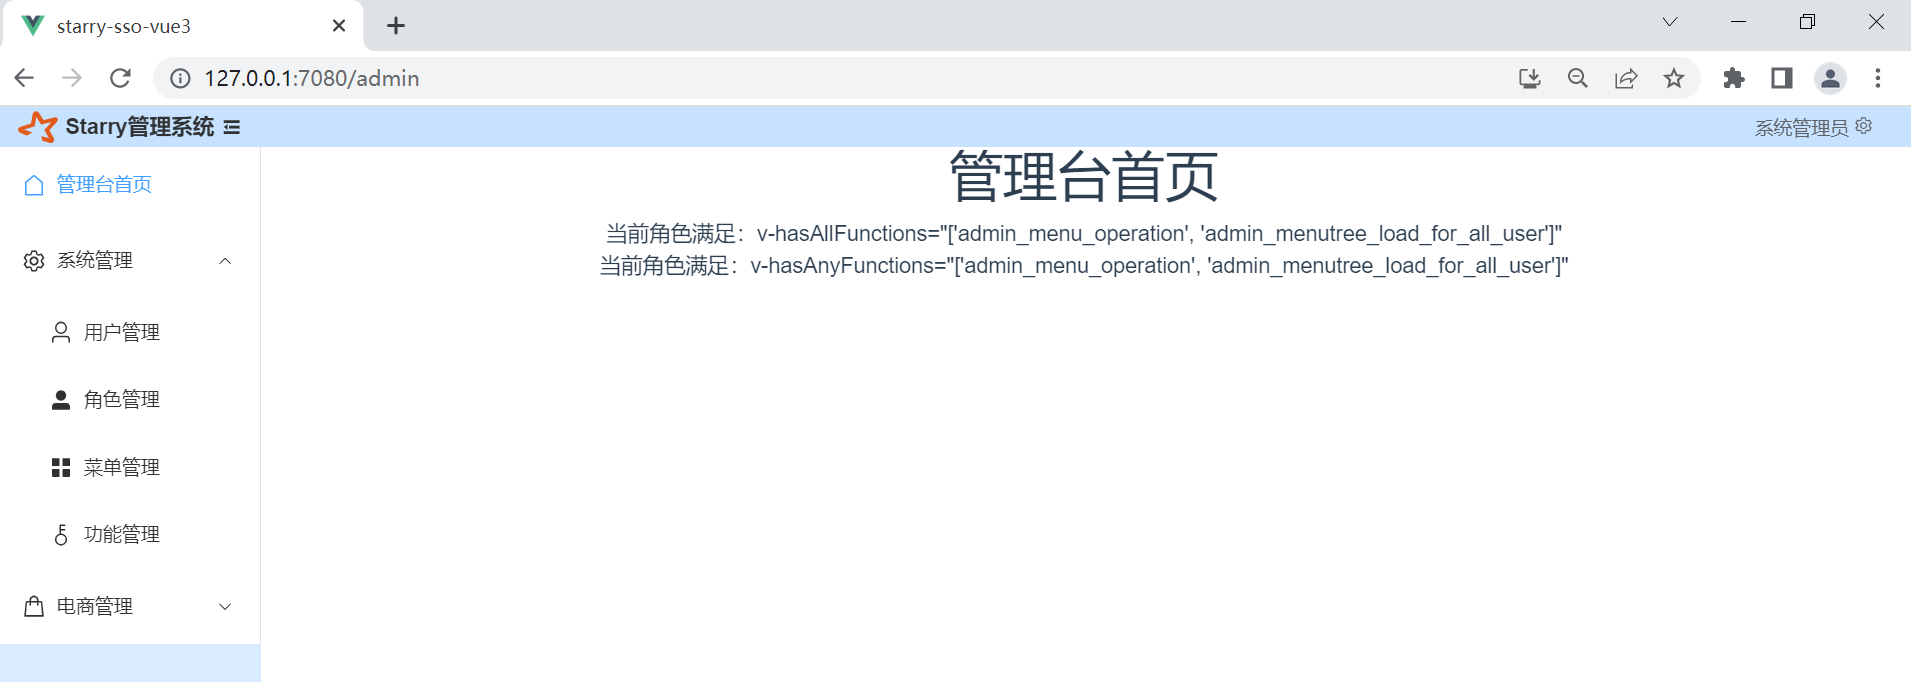 starry-sso-vue3
127.0.0.1:7080/admin
Starry管理系统
系统管理员
管理台首页
系统管理
用户管理
角色管理
菜单管理
功能管理
电商管理
管理台首页
当前角色满足：v-hasAllFunctions="['admin_menu_operation', 'admin_menutree_load_for_all_user']"
当前角色满足：v-hasAnyFunctions="['admin_menu_operation', 'admin_menutree_load_for_all_user']"